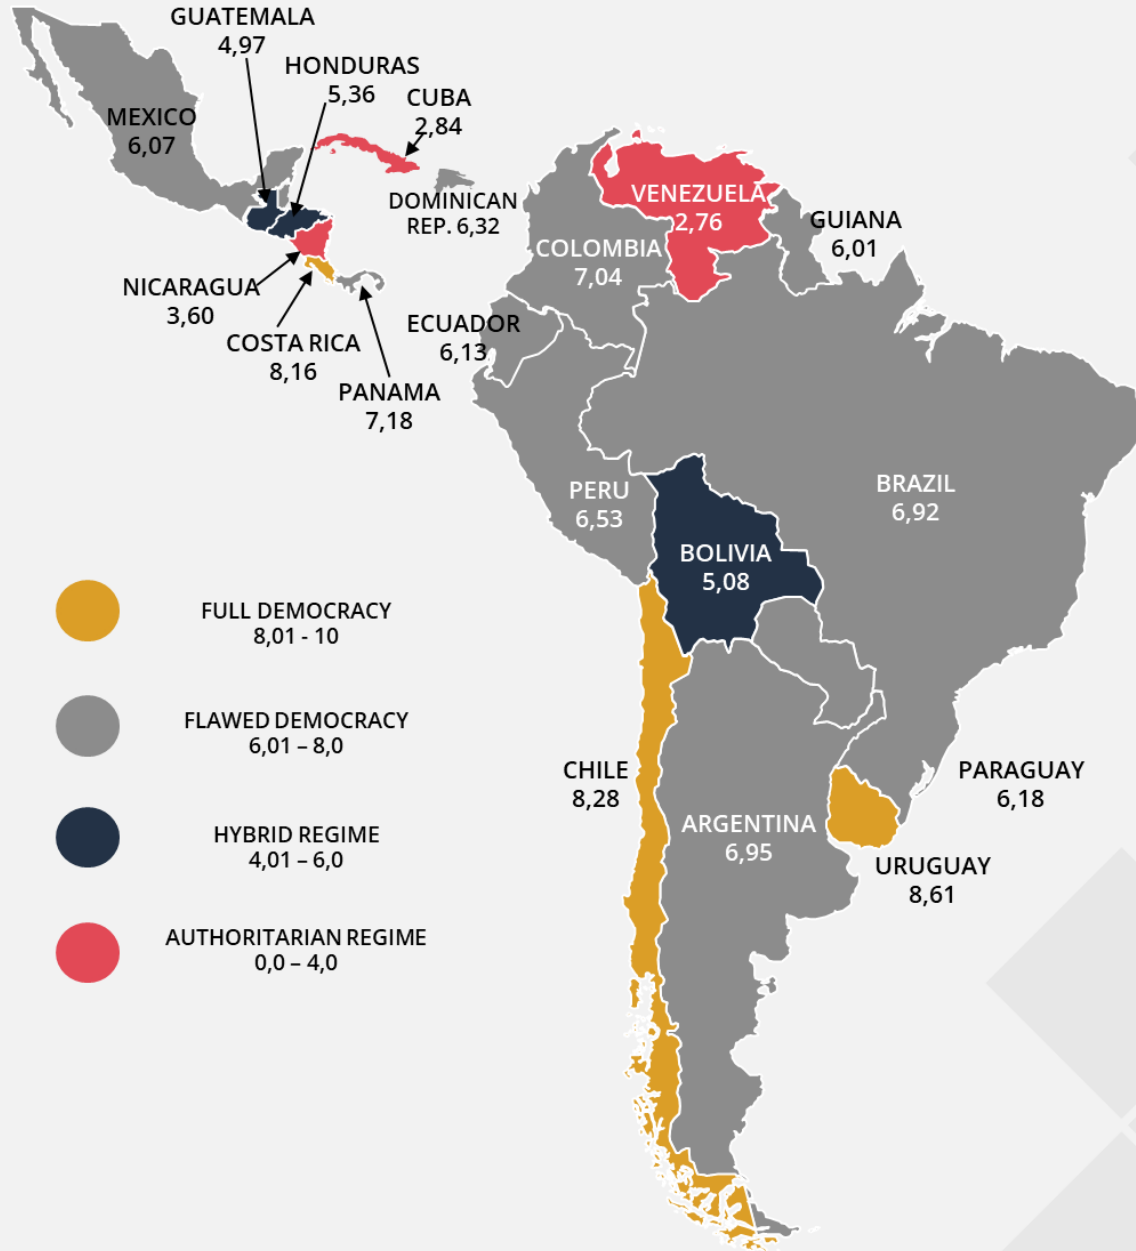 GUATEMALA
4,97
HONDURAS
5,36
CUBA
2,84
MEXICO
6,07
DOMINICAN
REP. 6,32
VENEZUELA
2,76
GUIANA
6,01
COLOMBIA
7,04
NICARAGUA
3,60
COSTA RICA
8,16
ECUADOR
6,13
PANAMA
7,18
PERU
6,53
BRAZIL
6,92
BOLIVIA
5,08
FULL DEMOCRACY
8,01 - 10
FLAWED DEMOCRACY
6,01 – 8,0
CHILE
8,28
PARAGUAY
6,18
ARGENTINA
6,95
HYBRID REGIME
4,01 – 6,0
URUGUAY
8,61
AUTHORITARIAN REGIME
0,0 – 4,0